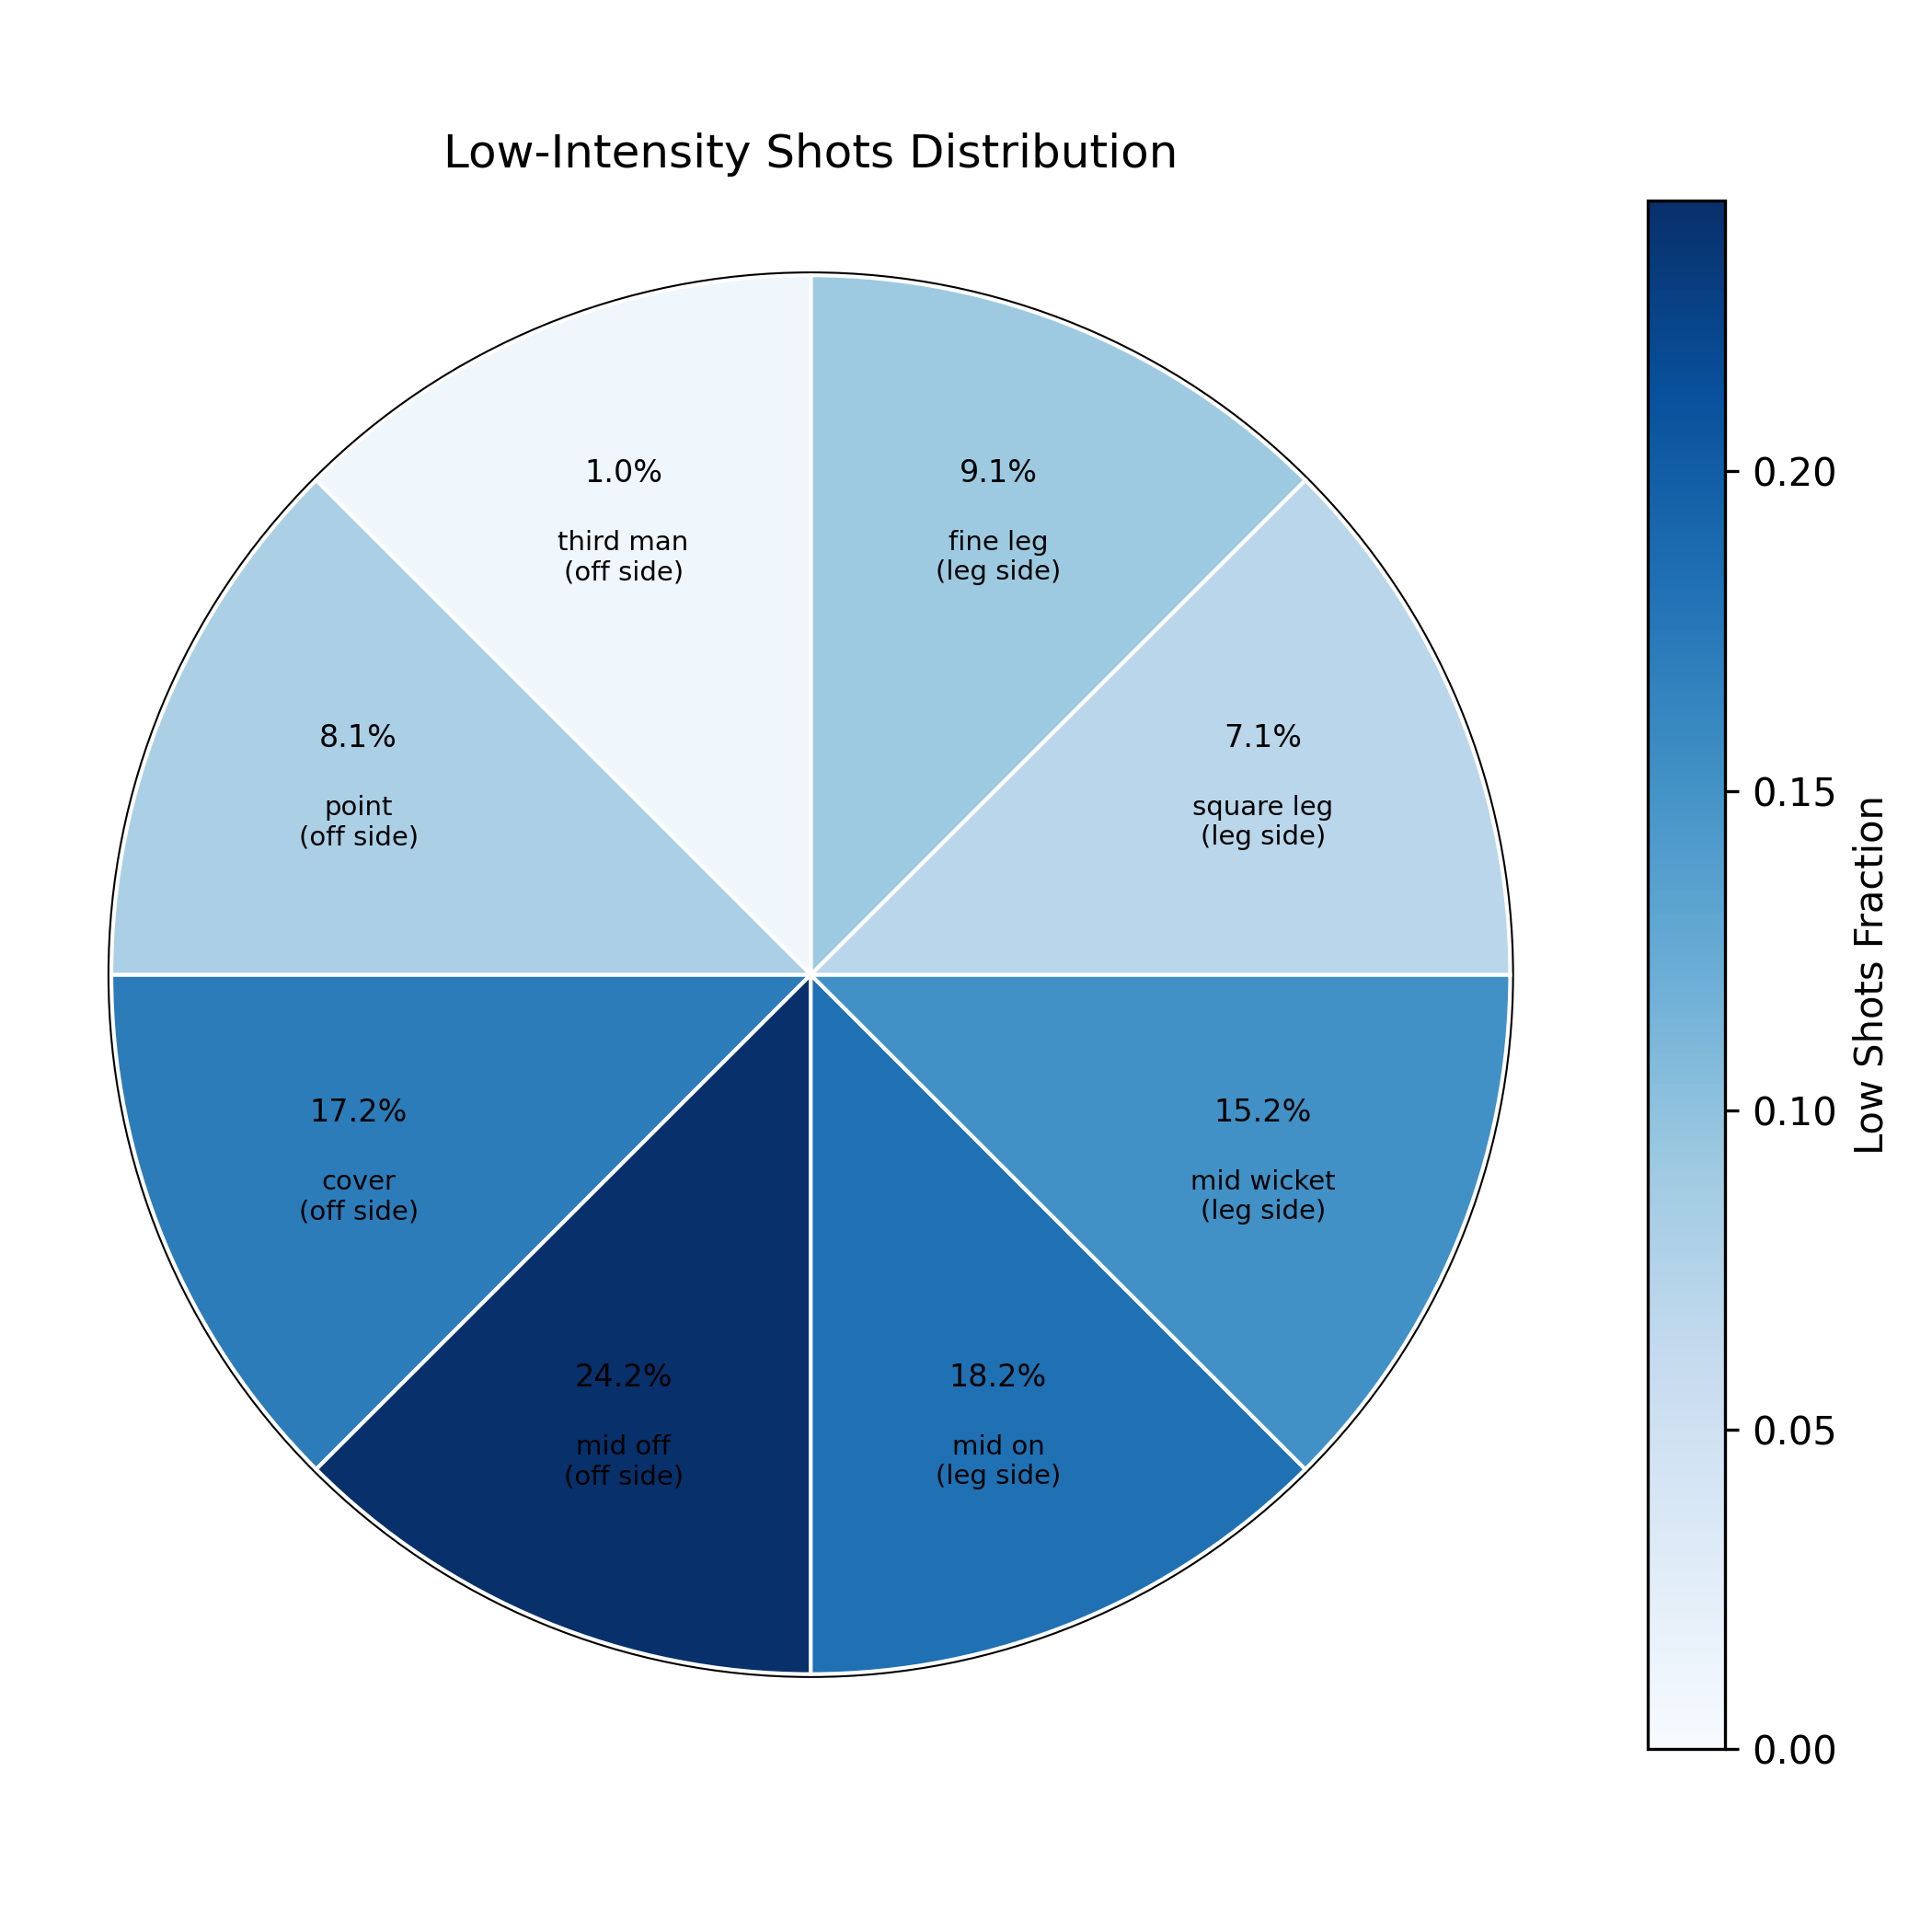 Low-Intensity Shots Distribution
1.0%
third man
(off side)
9.1%
fine leg
(leg side)
8.1%
point
(off side)
7.1%
square leg
(leg side)
17.2%
cover
(off side)
15.2%
mid wicket
(leg side)
24.2%
mid off
(off side)
18.2%
mid on
(leg side)
0.20
0.15
0.10
0.05
0.00
Low Shots Fraction